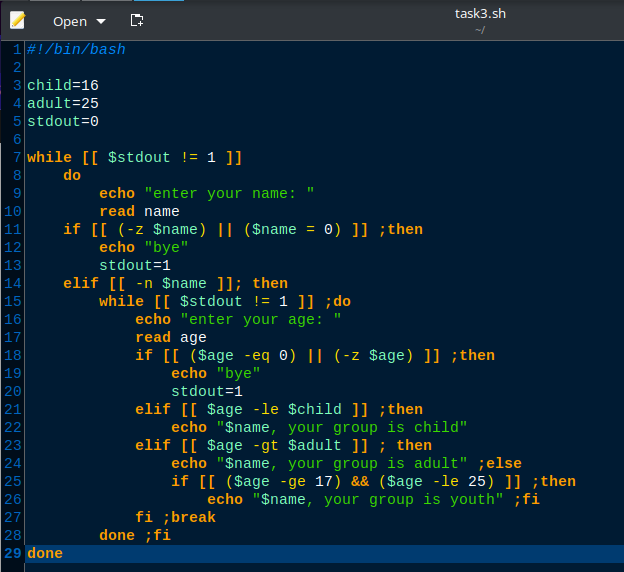 Open
task3.sh
~/
1 #!/bin/bash
2
3 child=16
4 adult=25
5 stdout=0
6
7 while [[ $stdout != 1 ]]
8     do
9         echo "enter your name: "
10         read name
11     if [[ (-z $name) || ($name = 0) ]] ;then
12         echo "bye"
13         stdout=1
14     elif [[ -n $name ]]; then
15         while [[ $stdout != 1 ]] ;do
16             echo "enter your age: "
17             read age
18             if [[ ($age -eq 0) || (-z $age) ]] ;then
19                 echo "bye"
20                 stdout=1
21             elif [[ $age -le $child ]] ;then
22                 echo "$name, your group is child"
23             elif [[ $age -gt $adult ]] ; then
24                 echo "$name, your group is adult" ;else
25                 if [[ ($age -ge 17) && ($age -le 25) ]] ;then
26                     echo "$name, your group is youth" ;fi
27             fi ;break
28         done ;fi
29 done